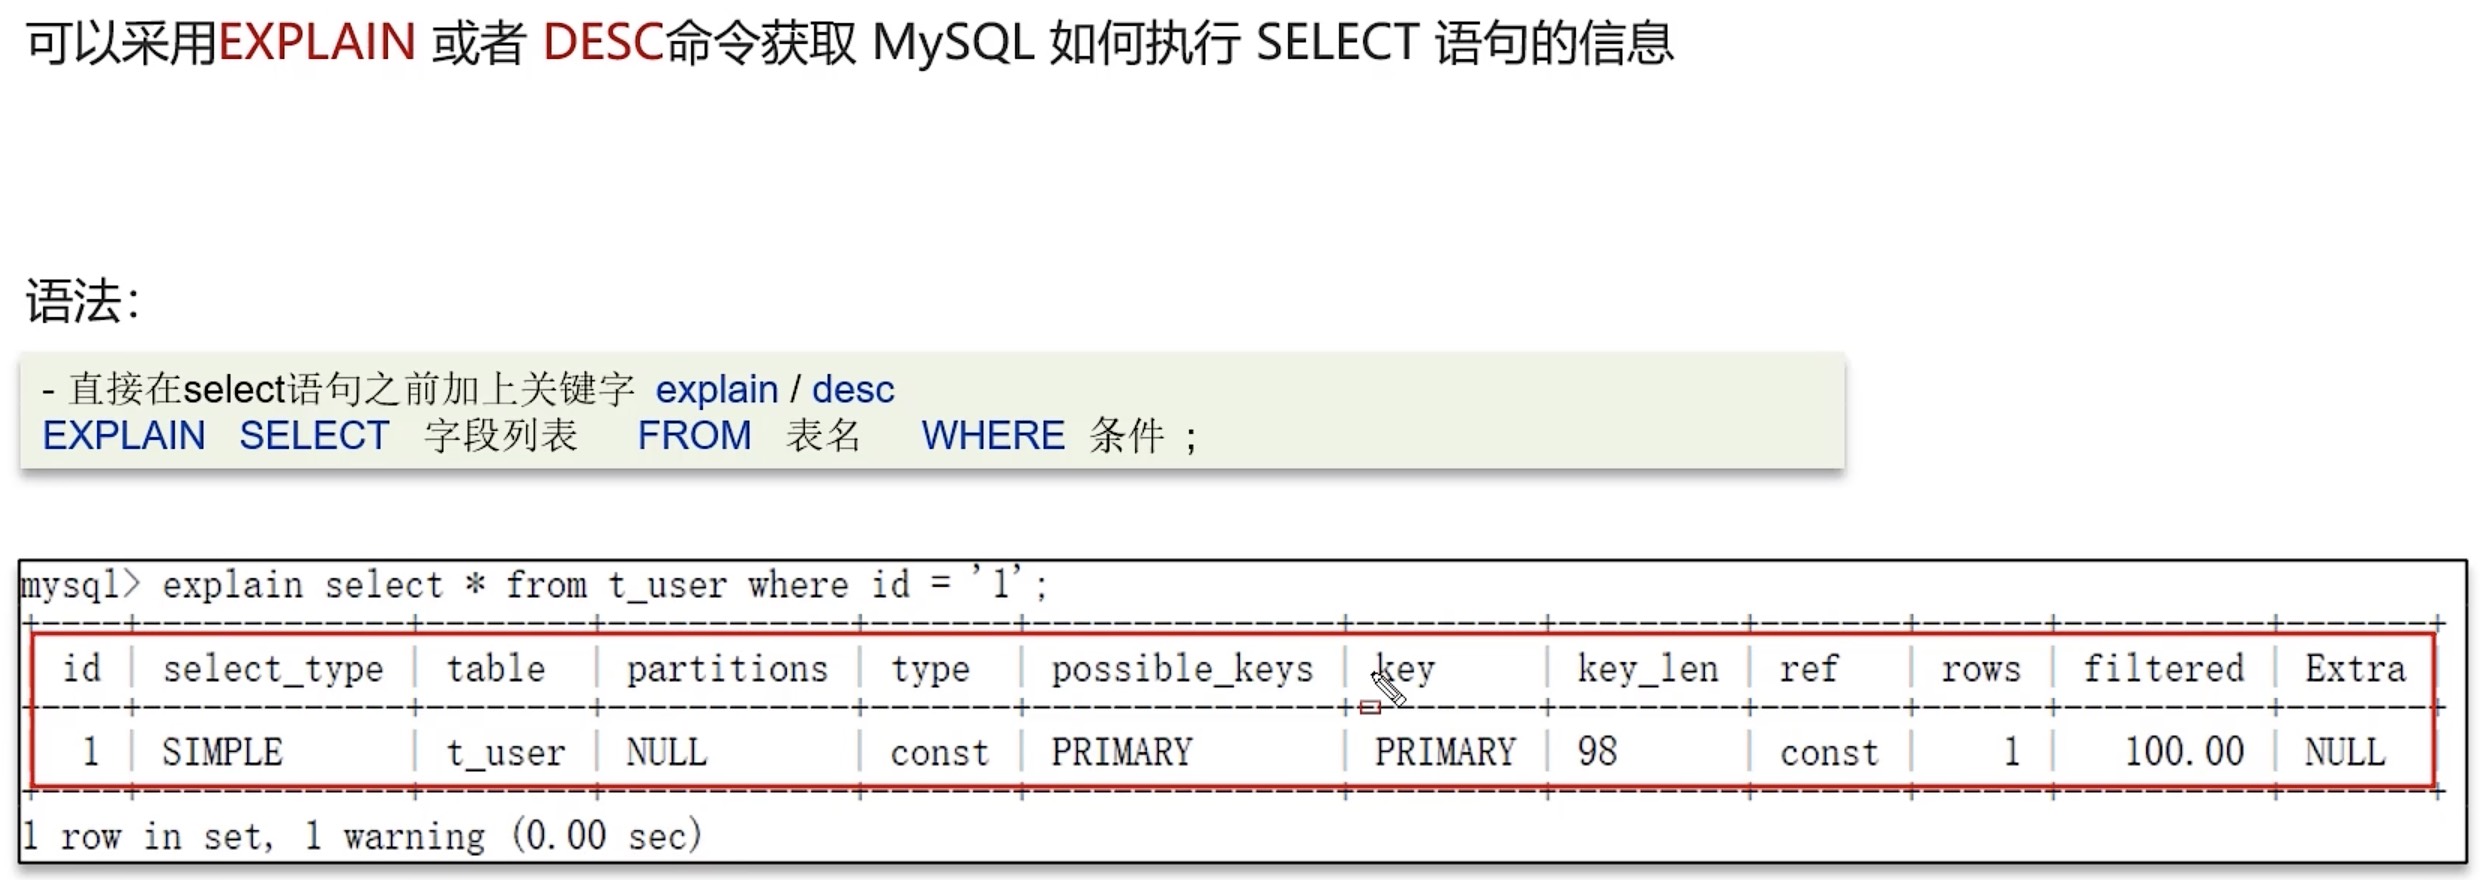 可以采用EXPLAIN 或者 DESC命令获取 MySQL 如何执行 SELECT 语句的信息
语法：
- 直接在select语句之前加上关键字 explain / desc
EXPLAIN SELECT 字段列表 FROM 表名 WHERE 条件 ;
mysql> explain select * from t_user where id = '1';
+----+-------------+--------+------------+-------+---------------+---------+---------+-------+------+----------+-------+
id | select_type | table | partitions | type | possible_keys | key | key_len | ref | rows | filtered | Extra |
+----+-------------+--------+------------+-------+---------------+---------+---------+-------+------+----------+-------+
1 | SIMPLE | t_user | NULL | const | PRIMARY | PRIMARY | 98 | const | 1 | 100.00 | NULL |
+----+-------------+--------+------------+-------+---------------+---------+---------+-------+------+----------+-------+
1 row in set, 1 warning (0.00 sec)